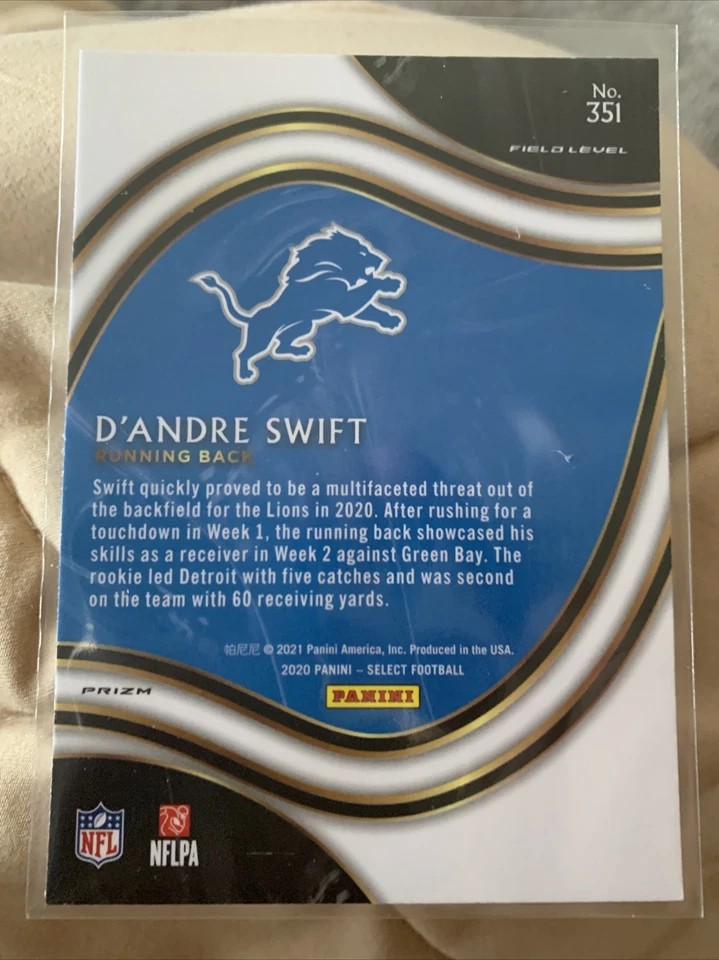 No.
351
FIELD LEVEL
D'ANDRE SWIFT
RUNNING BACK
Swift quickly proved to be a multifaceted threat out of
the backfield for the Lions in 2020. After rushing for a
touchdown in Week 1, the running back showcased his
skills as a receiver in Week 2 against Green Bay. The
rookie led Detroit with five catches and was second
on the team with 60 receiving yards.
帕尼尼 © 2021 Panini America, Inc. Produced in the USA.
2020 PANINI – SELECT FOOTBALL
PANINI
PRIZM
NFL
NFLPA